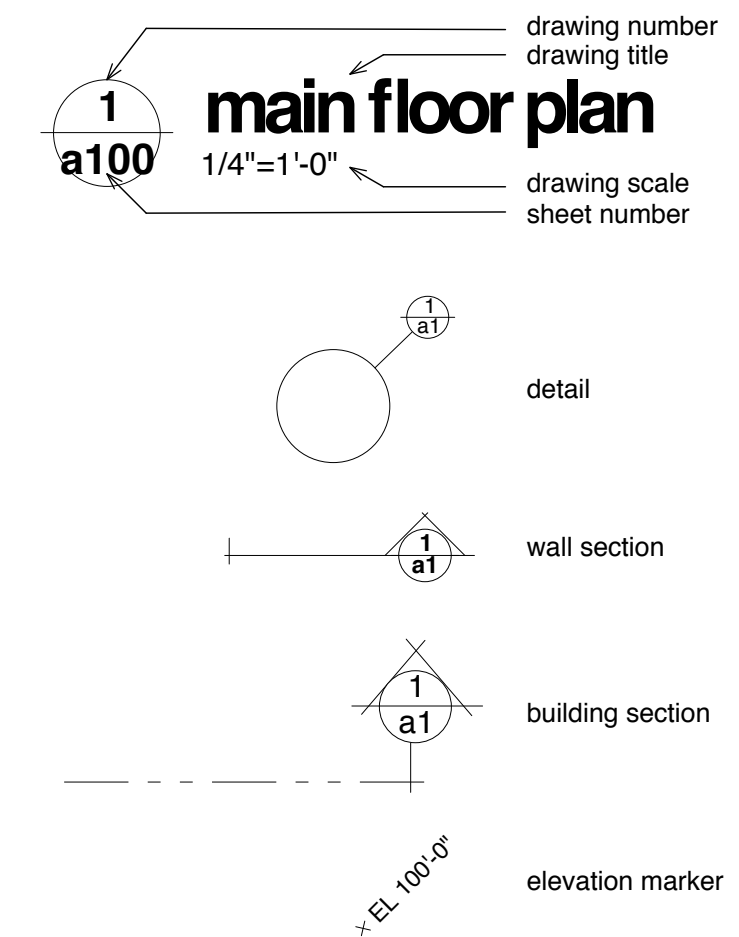 drawing number
drawing title
1
main floor plan
a100
1/4"=1'-0"
drawing scale
sheet number
1
a1
detail
1
a1
wall section
1
a1
building section
EL 100'-0"
elevation marker